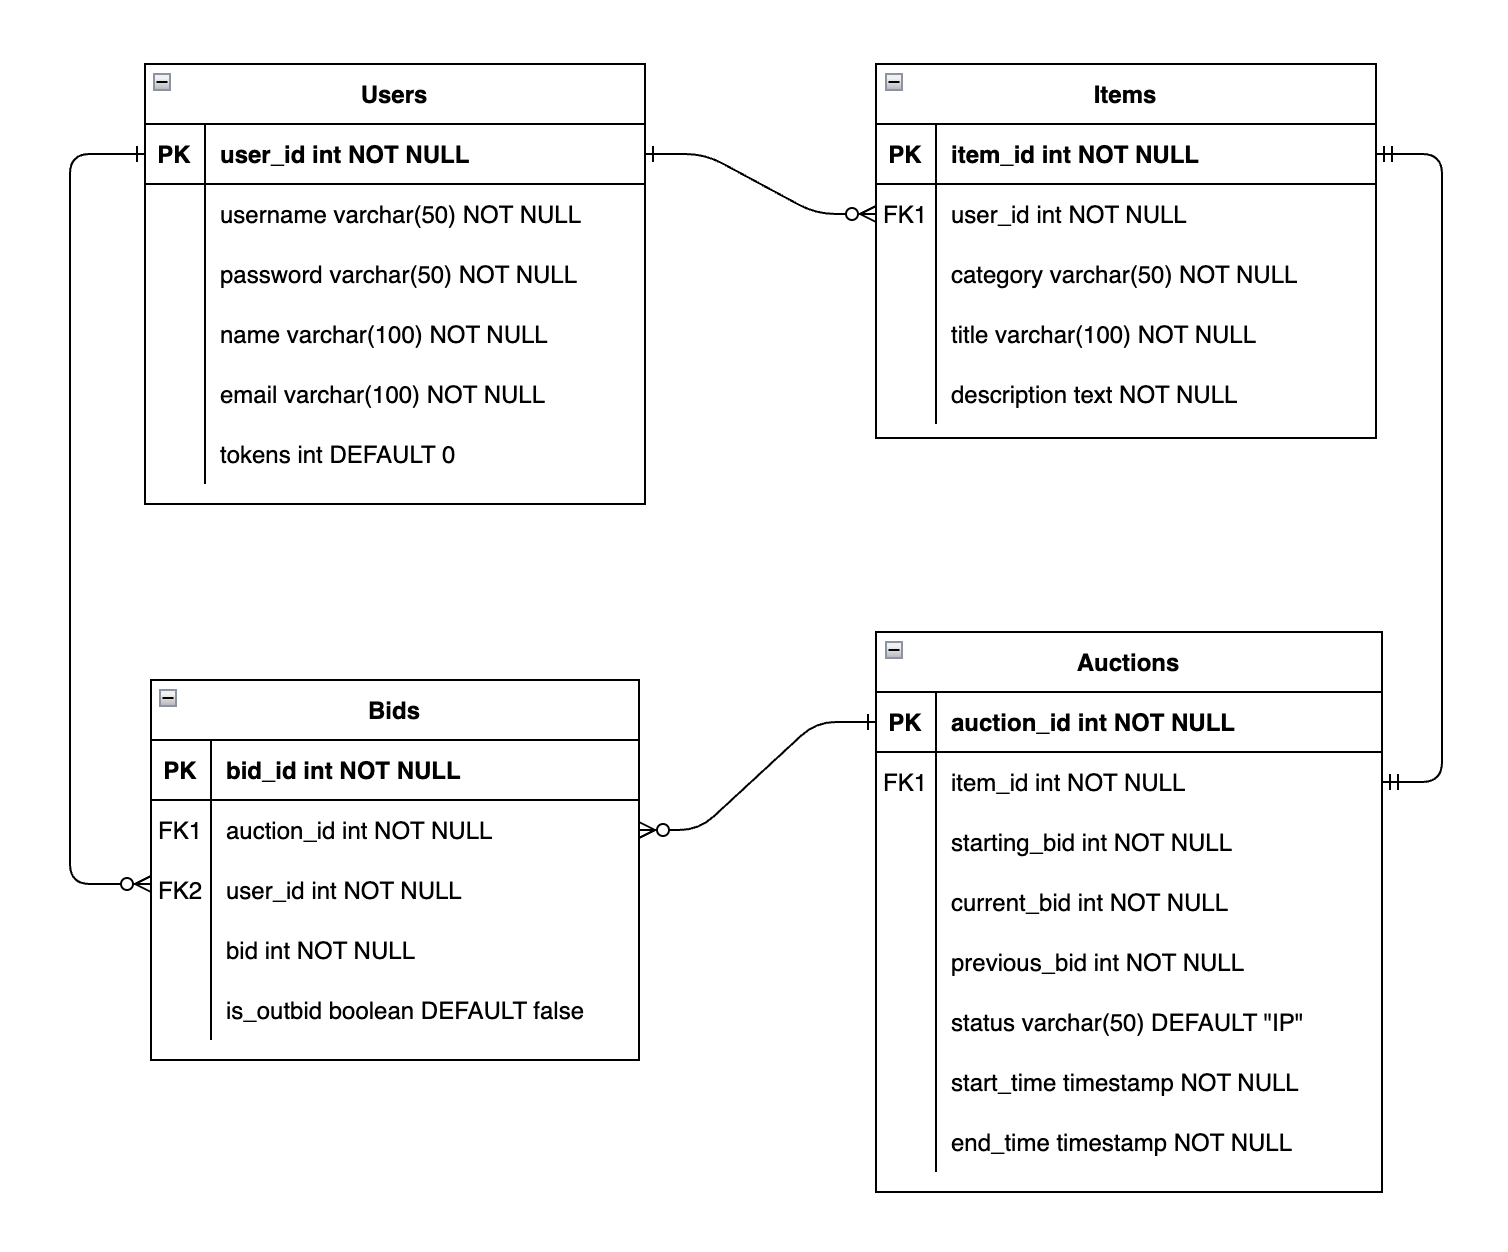 Users
PK user_id int NOT NULL
username varchar(50) NOT NULL
password varchar(50) NOT NULL
name varchar(100) NOT NULL
email varchar(100) NOT NULL
tokens int DEFAULT 0
Items
PK item_id int NOT NULL
FK1 user_id int NOT NULL
category varchar(50) NOT NULL
title varchar(100) NOT NULL
description text NOT NULL
Bids
PK bid_id int NOT NULL
FK1 auction_id int NOT NULL
FK2 user_id int NOT NULL
bid int NOT NULL
is_outbid boolean DEFAULT false
Auctions
PK auction_id int NOT NULL
FK1 item_id int NOT NULL
starting_bid int NOT NULL
current_bid int NOT NULL
previous_bid int NOT NULL
status varchar(50) DEFAULT "IP"
start_time timestamp NOT NULL
end_time timestamp NOT NULL